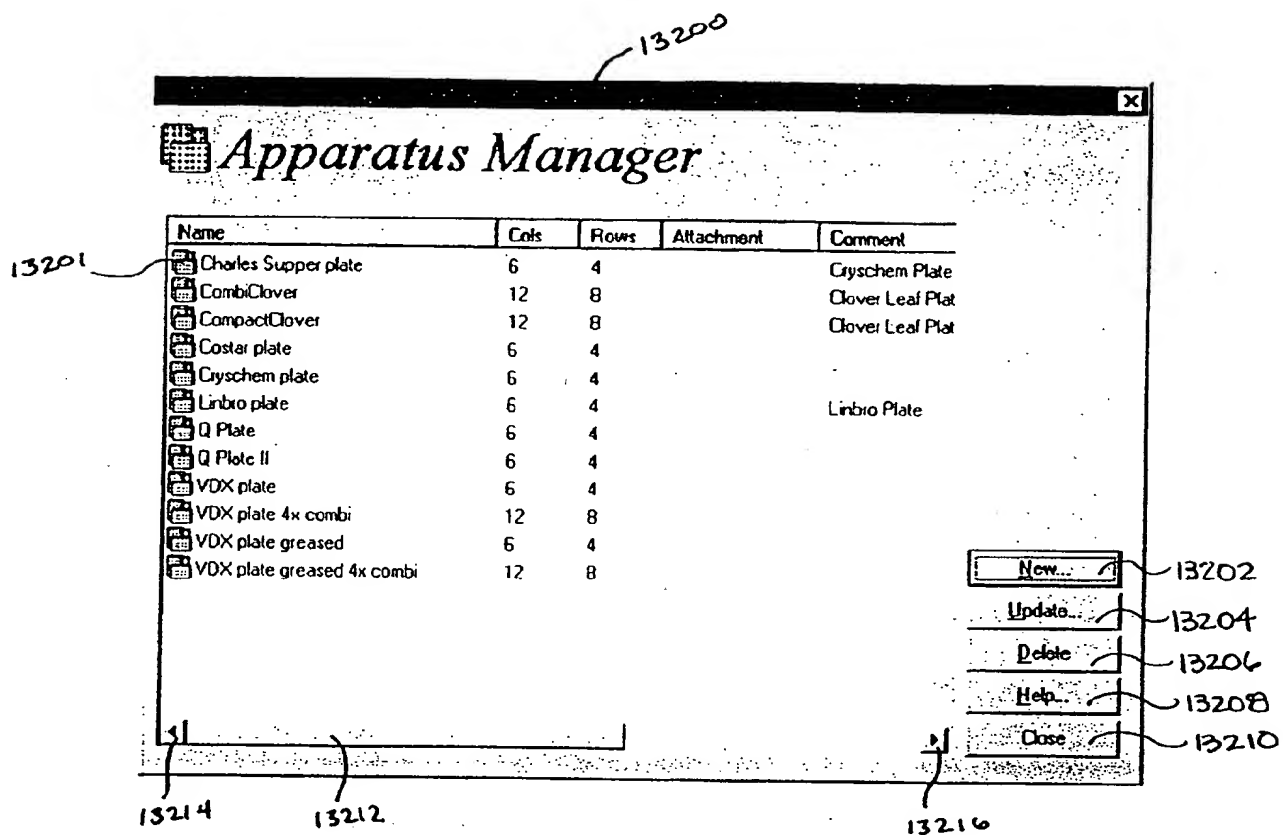 13200
Apparatus Manager
Name Cols Rows Attachment Comment
13201
Charles Supper plate 6 4 Cryschem Plate
CombiClover 12 8 Clover Leaf Plat
CompactClover 12 8 Clover Leaf Plat
Costar plate 6 4
Cryschem plate 6 4
Linbro plate 6 4 Linbro Plate
Q Plate 6 4
Q Plate II 6 4
VDX plate 6 4
VDX plate 4x combi 12 8
VDX plate greased 6 4
VDX plate greased 4x combi 12 8
New... 13202
Update... 13204
Delete 13206
Help... 13208
Close 13210
13214 13212 13216